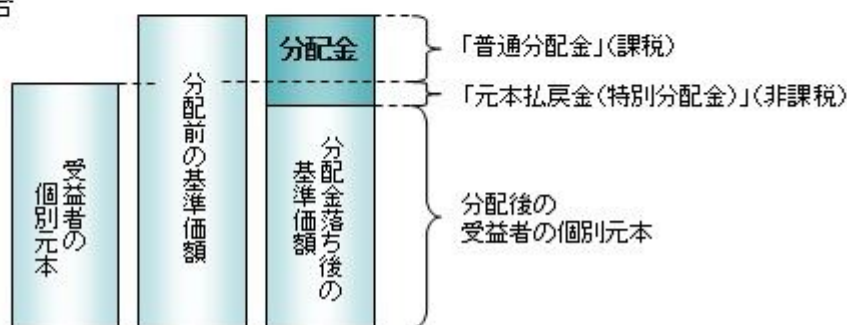 受益者の
個別元本
分配前の基準価額
分配金
分配金落ち後の
基準価額
「普通分配金」(課税)
「元本払戻金(特別分配金)」(非課税)
分配後の
受益者の個別元本